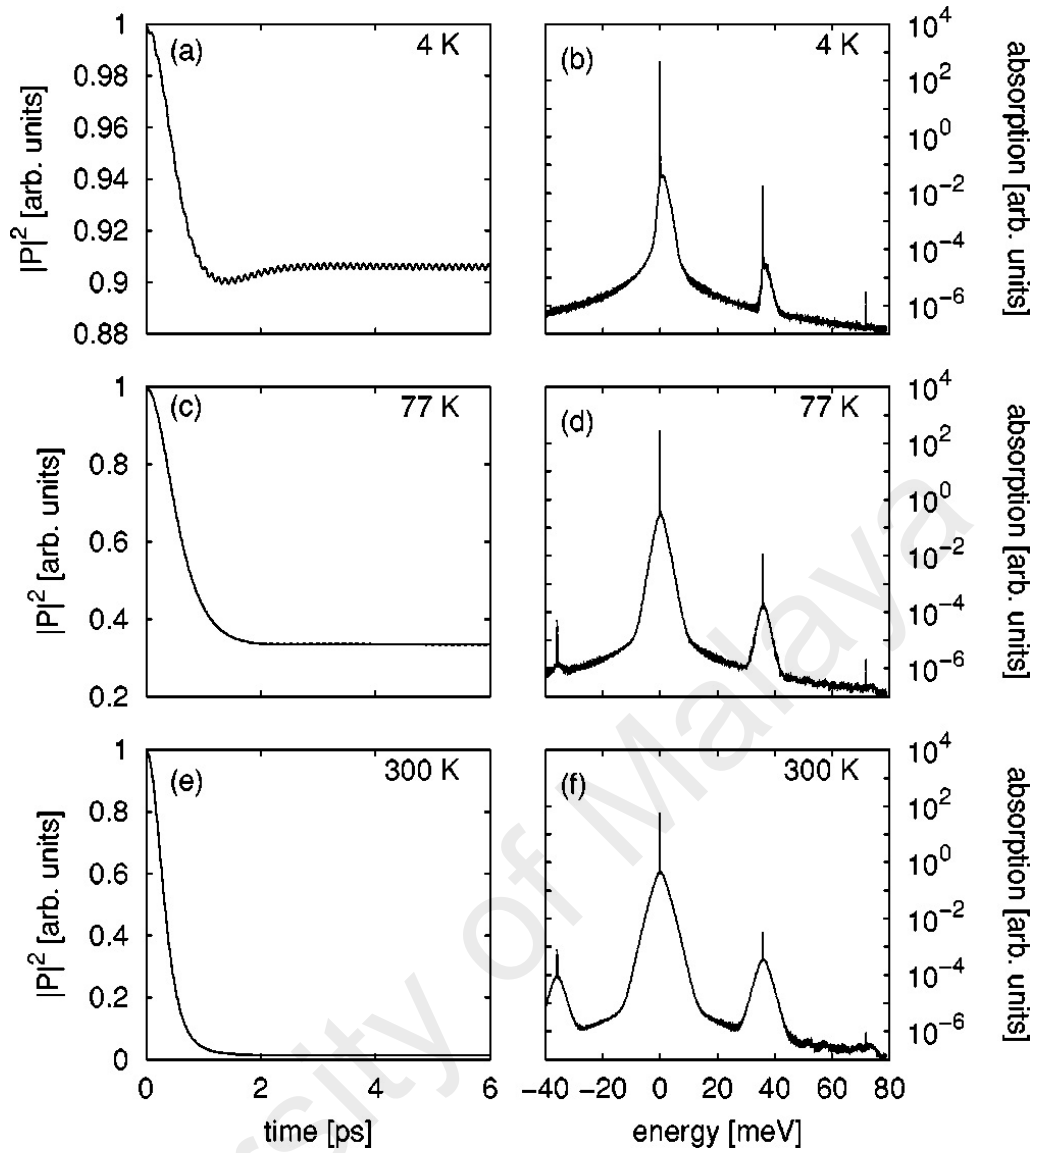 (a) 4 K
1
0.98
0.96
0.94
0.92
0.9
0.88
|P|² [arb. units]
(b) 4 K
10⁴
10²
10⁰
10⁻²
10⁻⁴
10⁻⁶
absorption [arb. units]
(c) 77 K
1
0.8
0.6
0.4
0.2
|P|² [arb. units]
(d) 77 K
10⁴
10²
10⁰
10⁻²
10⁻⁴
10⁻⁶
absorption [arb. units]
(e) 300 K
1
0.8
0.6
0.4
0.2
0
|P|² [arb. units]
0 2 4 6
time [ps]
(f) 300 K
10⁴
10²
10⁰
10⁻²
10⁻⁴
10⁻⁶
absorption [arb. units]
−40 −20 0 20 40 60 80
energy [meV]
rsity of Malaya